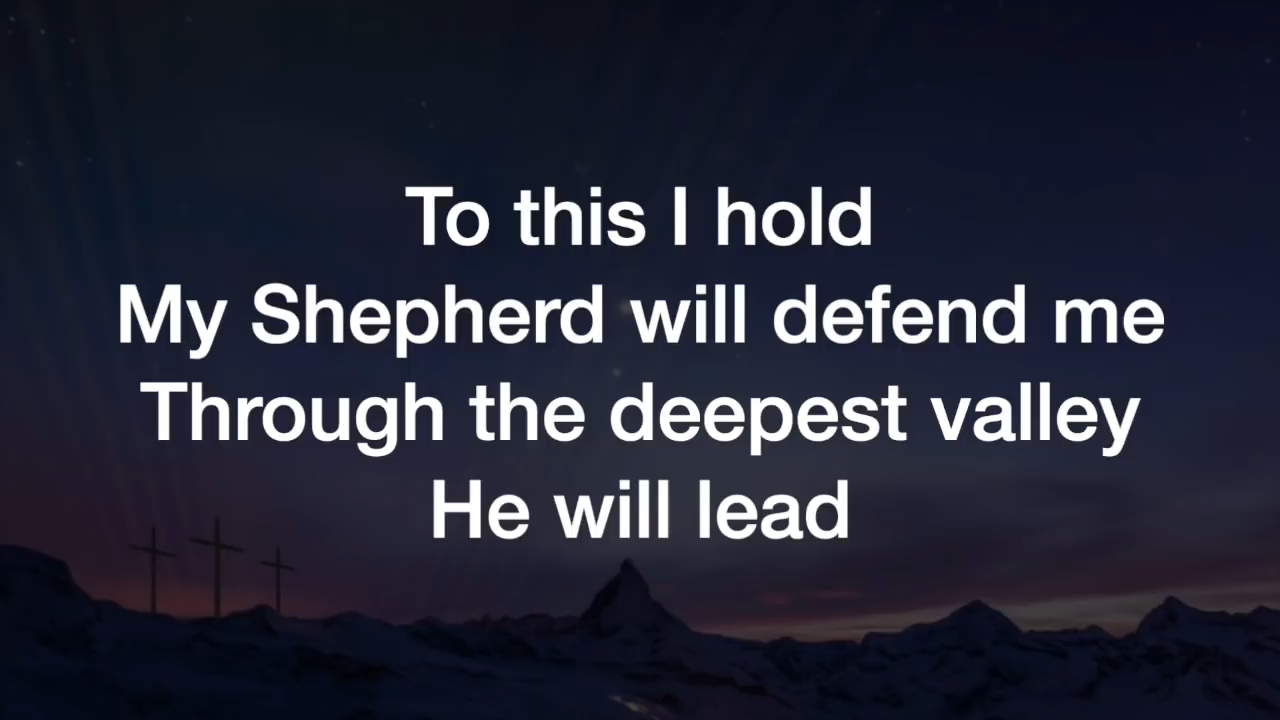 To this I hold
My Shepherd will defend me
Through the deepest valley
He will lead